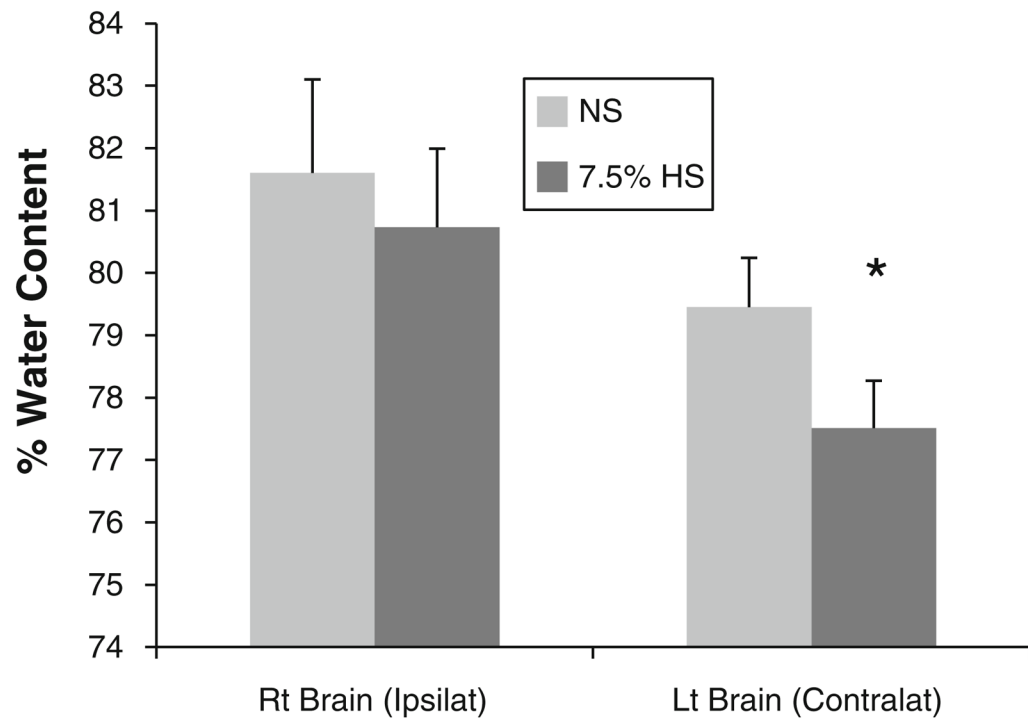 % Water Content
84
83
82
81
80
79
78
77
76
75
74
NS
7.5% HS
*
Rt Brain (Ipsilat)
Lt Brain (Contralat)